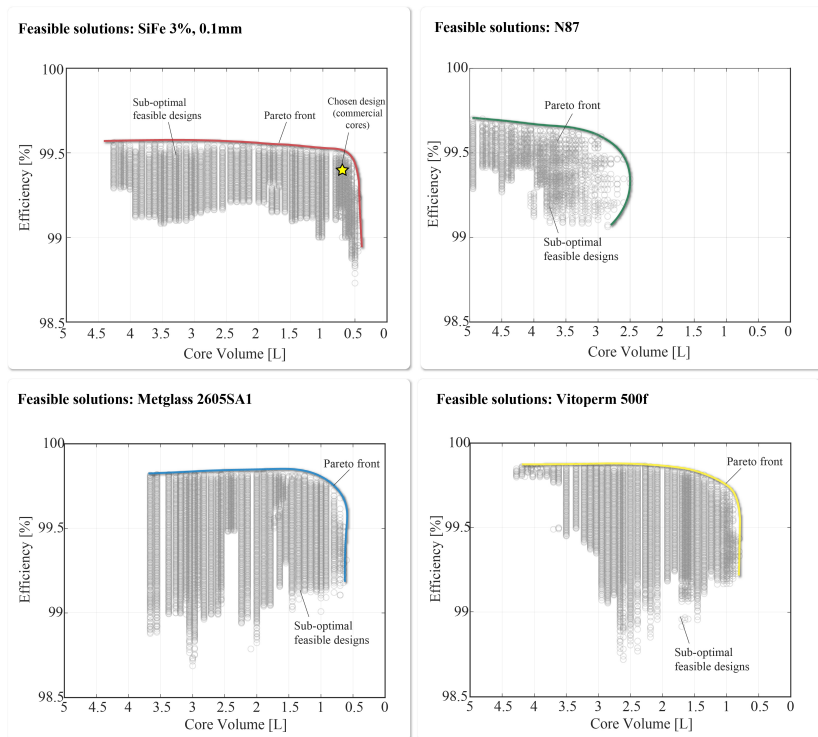 Feasible solutions: SiFe 3%, 0.1mm
100
99.5
99
98.5
Efficiency [%]
Sub-optimal
feasible designs
Pareto front
Chosen design
(commercial
cores)
5 4.5 4 3.5 3 2.5 2 1.5 1 0.5 0
Core Volume [L]
Feasible solutions: N87
100
99.5
99
98.5
Efficiency [%]
Pareto front
Sub-optimal
feasible designs
5 4.5 4 3.5 3 2.5 2 1.5 1 0.5 0
Core Volume [L]
Feasible solutions: Metglass 2605SA1
100
99.5
99
98.5
Efficiency [%]
Pareto front
Sub-optimal
feasible designs
5 4.5 4 3.5 3 2.5 2 1.5 1 0.5 0
Core Volume [L]
Feasible solutions: Vitoperm 500f
100
99.5
99
98.5
Efficiency [%]
Pareto front
Sub-optimal
feasible designs
5 4.5 4 3.5 3 2.5 2 1.5 1 0.5 0
Core Volume [L]